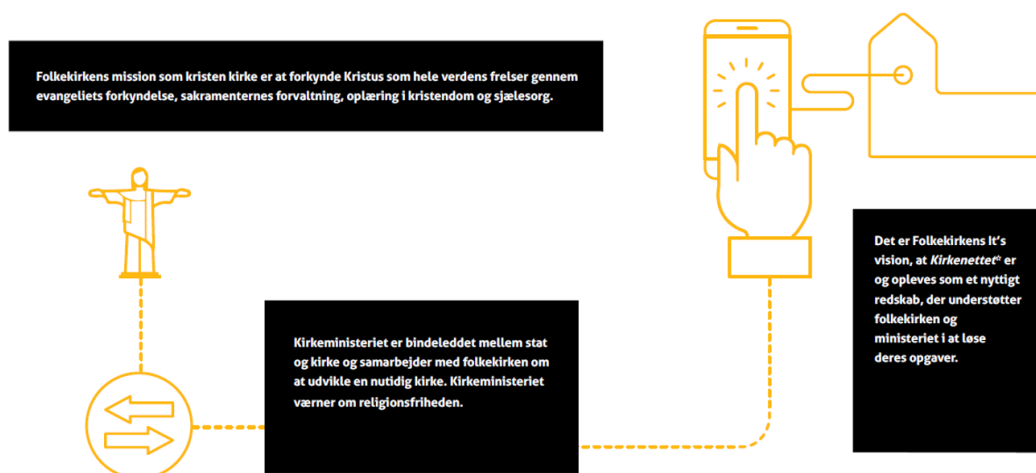 Folkekirkens mission som kristen kirke er at forkynde Kristus som hele verdens frelser gennem
evangeliets forkyndelse, sakramenternes forvaltning, oplæring i kristendom og sjælesorg.
Kirkeministeriet er bindeleddet mellem stat
og kirke og samarbejder med folkekirken om
at udvikle en nutidig kirke. Kirkeministeriet
værner om religionsfriheden.
Det er Folkekirkens It's
vision, at Kirkenettet* er
og opleves som et nyttigt
redskab, der understøtter
folkekirken og
ministeriet i at løse
deres opgaver.